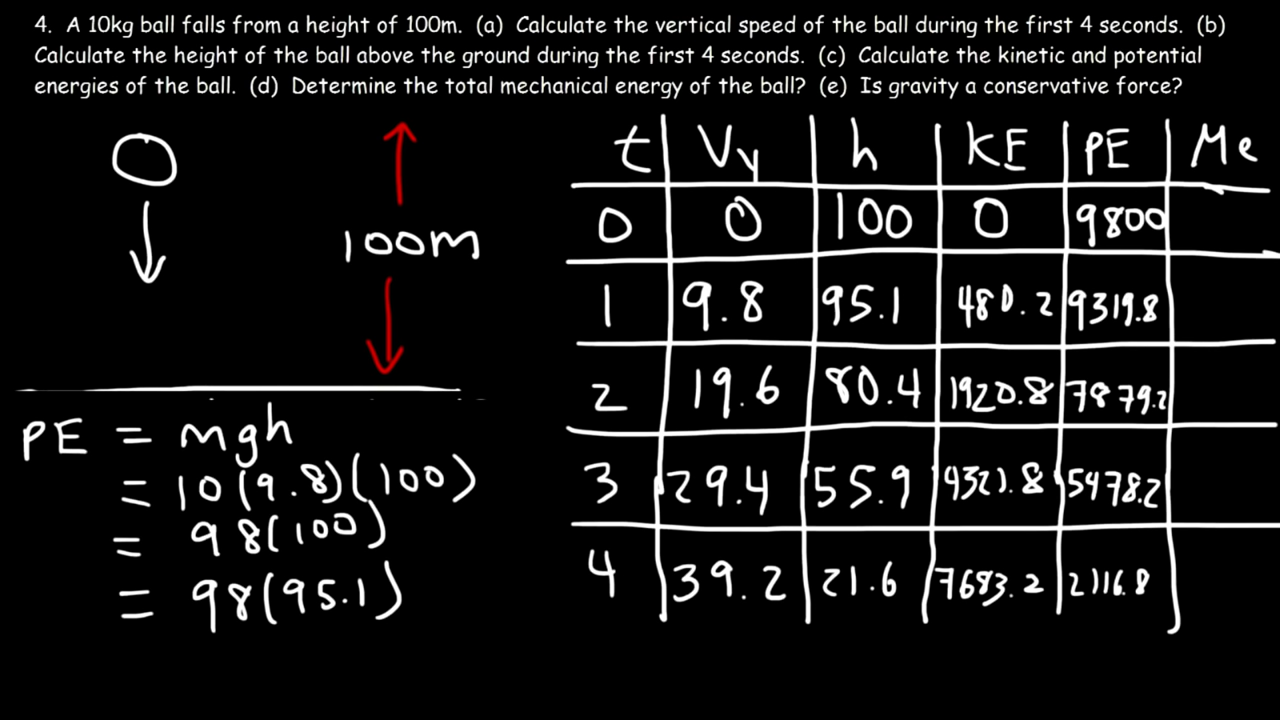 4. A 10kg ball falls from a height of 100m. (a) Calculate the vertical speed of the ball during the first 4 seconds. (b)
Calculate the height of the ball above the ground during the first 4 seconds. (c) Calculate the kinetic and potential
energies of the ball. (d) Determine the total mechanical energy of the ball? (e) Is gravity a conservative force?
100m
PE = mgh
= 10(9.8)(100)
= 98(100)
= 98(95.1)
t Vy h KE PE Me
0 0 100 0 9800
1 9.8 95.1 480.2 9319.8
2 19.6 80.4 1920.8 7879.2
3 29.4 55.9 4321.8 5478.2
4 39.2 21.6 7683.2 2116.8